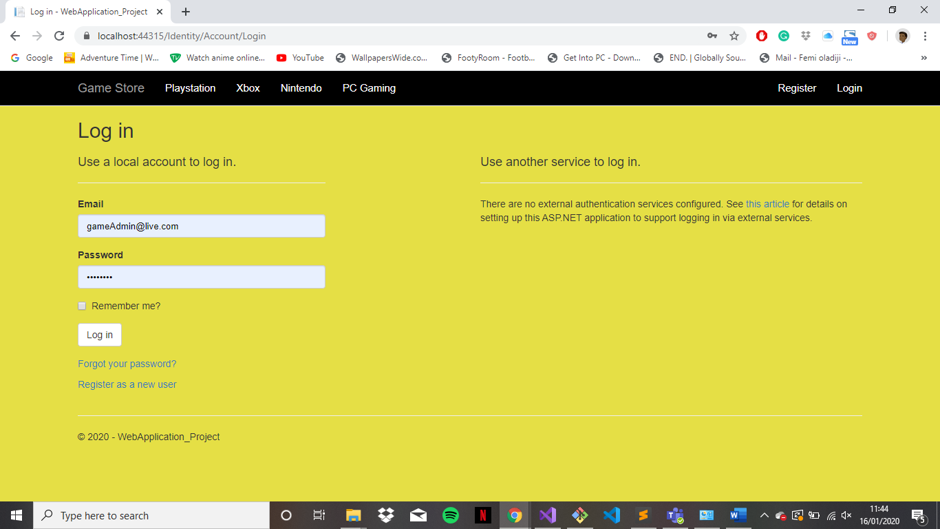 Log in - WebApplication_Project
localhost:44315/Identity/Account/Login
New
Google Adventure Time | W... Watch anime online... YouTube WallpapersWide.co... FootyRoom - Footb... Get Into PC - Down... END. | Globally Sou... Mail - Femi oladiji -... »
Game Store Playstation Xbox Nintendo PC Gaming Register Login
Log in
Use a local account to log in.
Use another service to log in.
Email
gameAdmin@live.com
Password
••••••••
Remember me?
Log in
Forgot your password?
Register as a new user
There are no external authentication services configured. See this article for details on
setting up this ASP.NET application to support logging in via external services.
© 2020 - WebApplication_Project
Type here to search
11:44
16/01/2020
5